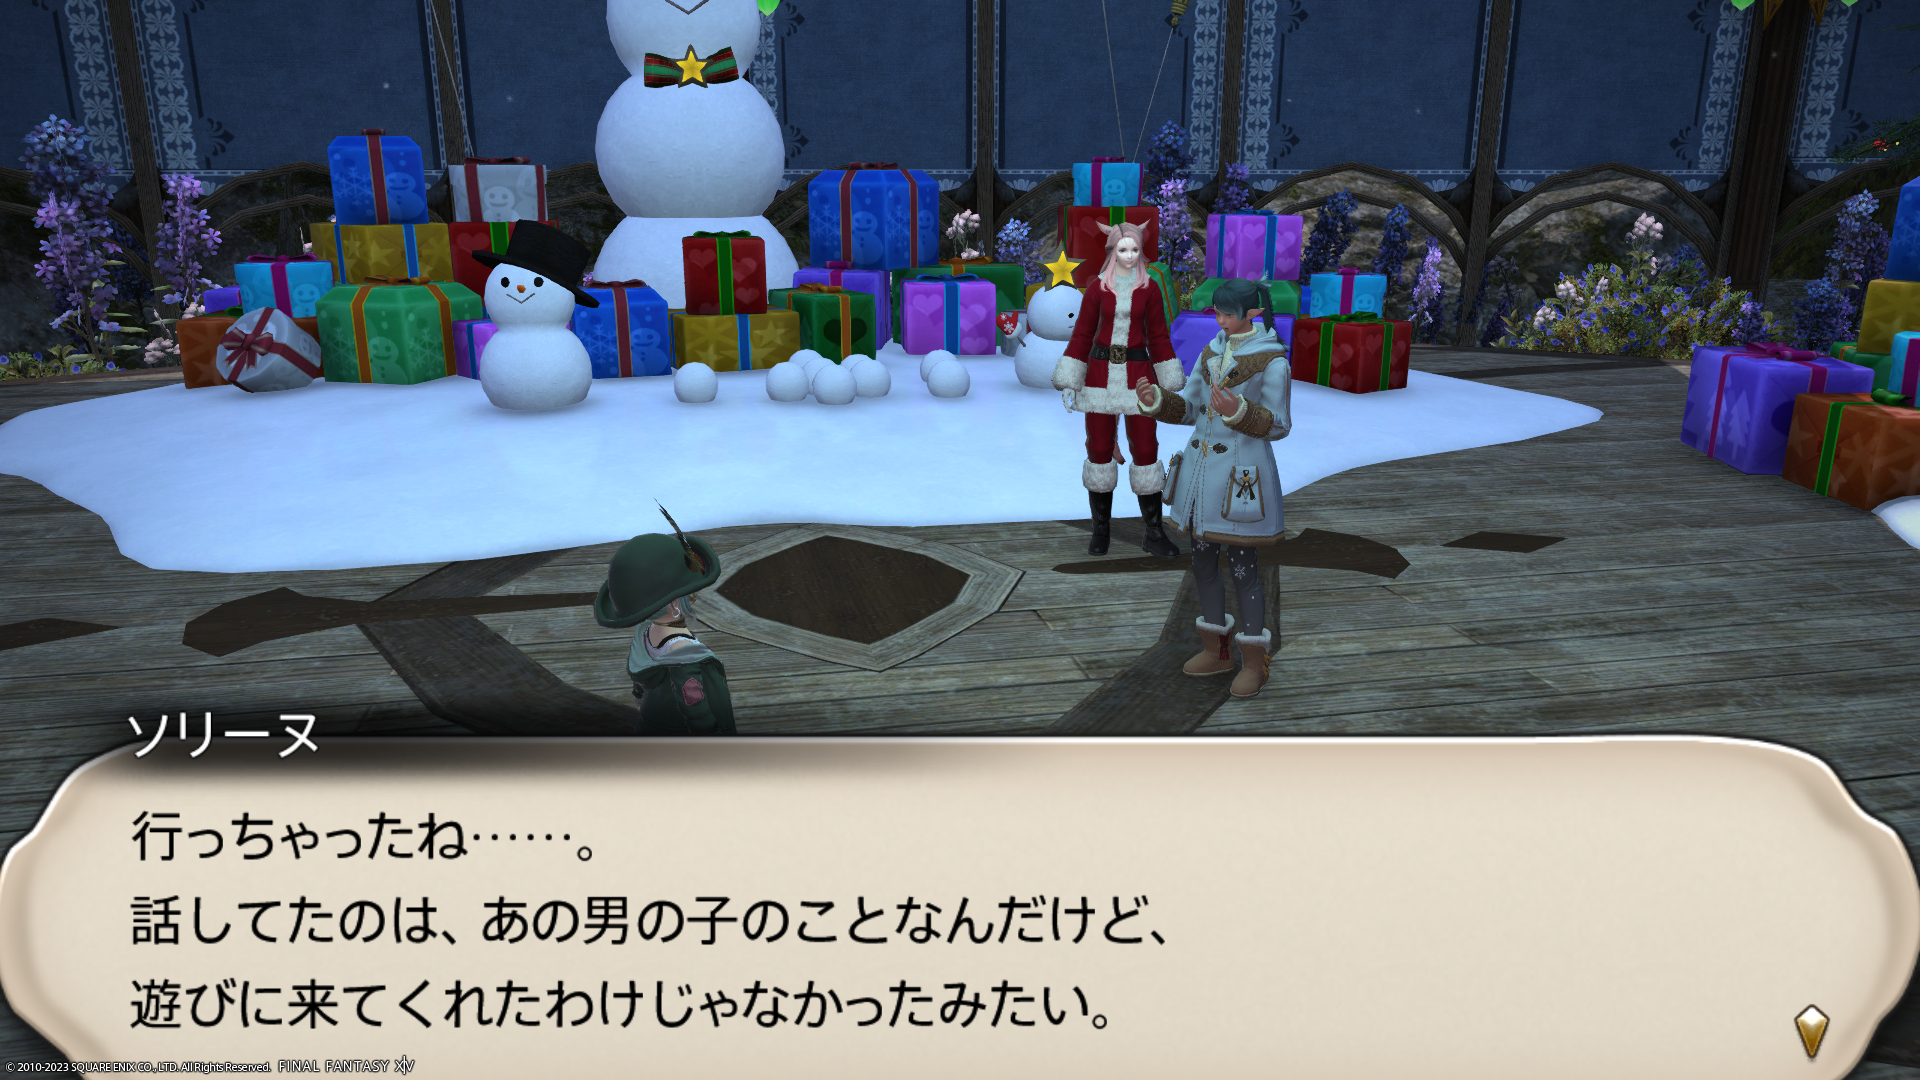 ソリーヌ
行っちゃったね……。
話してたのは、あの男の子のことなんだけど、
遊びに来てくれたわけじゃなかったみたい。
© 2010-2023 SQUARE ENIX CO., LTD. All Rights Reserved. FINAL FANTASY XIV